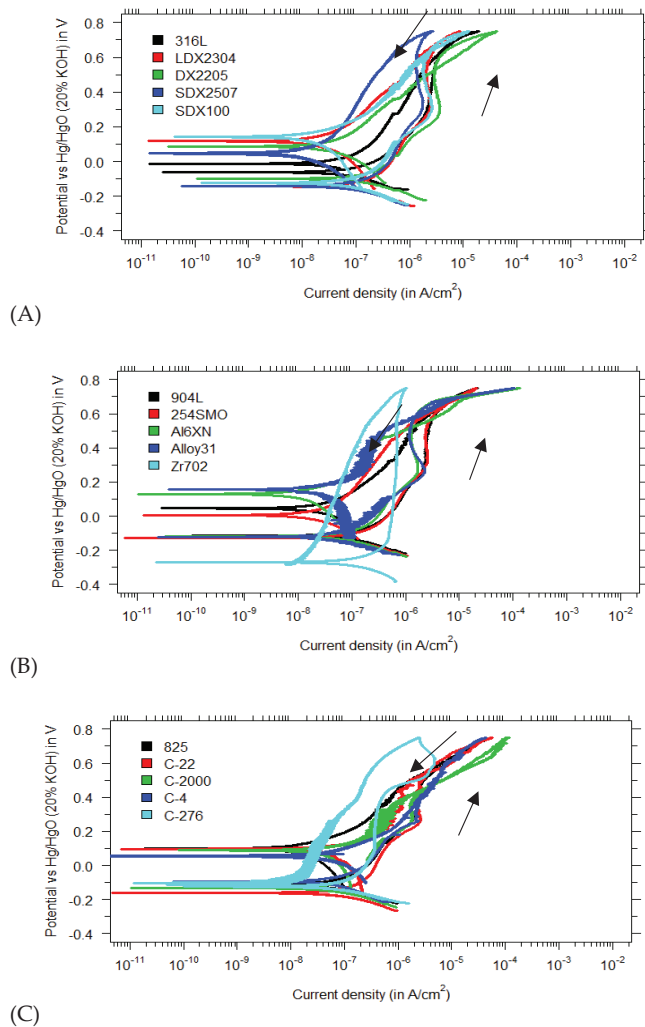 Potential vs Hg/HgO (20% KOH) in V
0.8
0.6
0.4
0.2
0.0
-0.2
-0.4
316L
LDX2304
DX2205
SDX2507
SDX100
10⁻¹¹ 10⁻¹⁰ 10⁻⁹ 10⁻⁸ 10⁻⁷ 10⁻⁶ 10⁻⁵ 10⁻⁴ 10⁻³ 10⁻²
Current density (in A/cm²)
(A)
Potential vs Hg/HgO (20% KOH) in V
0.8
0.6
0.4
0.2
0.0
-0.2
-0.4
904L
254SMO
Al6XN
Alloy31
Zr702
10⁻¹¹ 10⁻¹⁰ 10⁻⁹ 10⁻⁸ 10⁻⁷ 10⁻⁶ 10⁻⁵ 10⁻⁴ 10⁻³ 10⁻²
Current density (in A/cm²)
(B)
Potential vs Hg/HgO (20% KOH) in V
0.8
0.6
0.4
0.2
0.0
-0.2
-0.4
825
C-22
C-2000
C-4
C-276
10⁻¹¹ 10⁻¹⁰ 10⁻⁹ 10⁻⁸ 10⁻⁷ 10⁻⁶ 10⁻⁵ 10⁻⁴ 10⁻³ 10⁻²
Current density (in A/cm²)
(C)